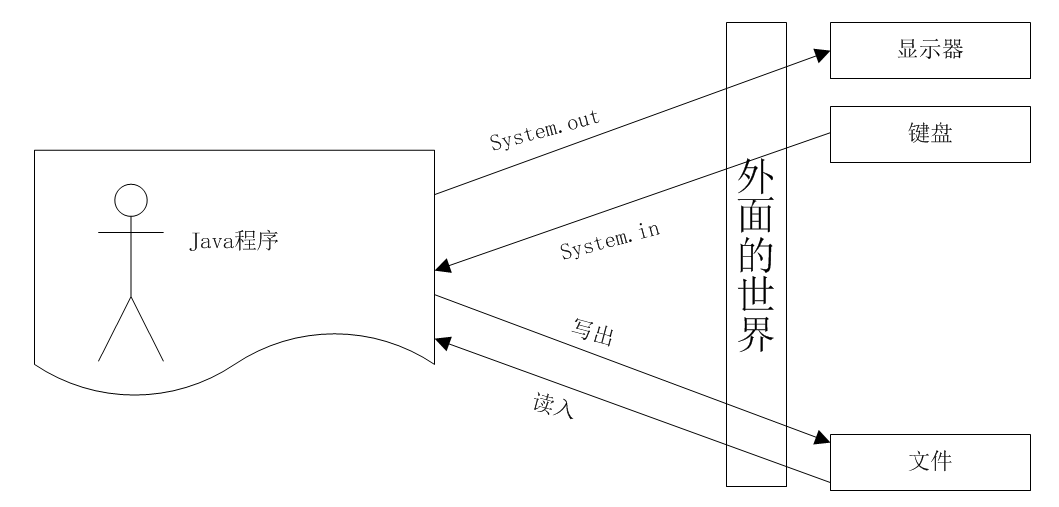 显示器
System.out
键盘
外面的世界
Java程序
System.in
写出
读入
文件